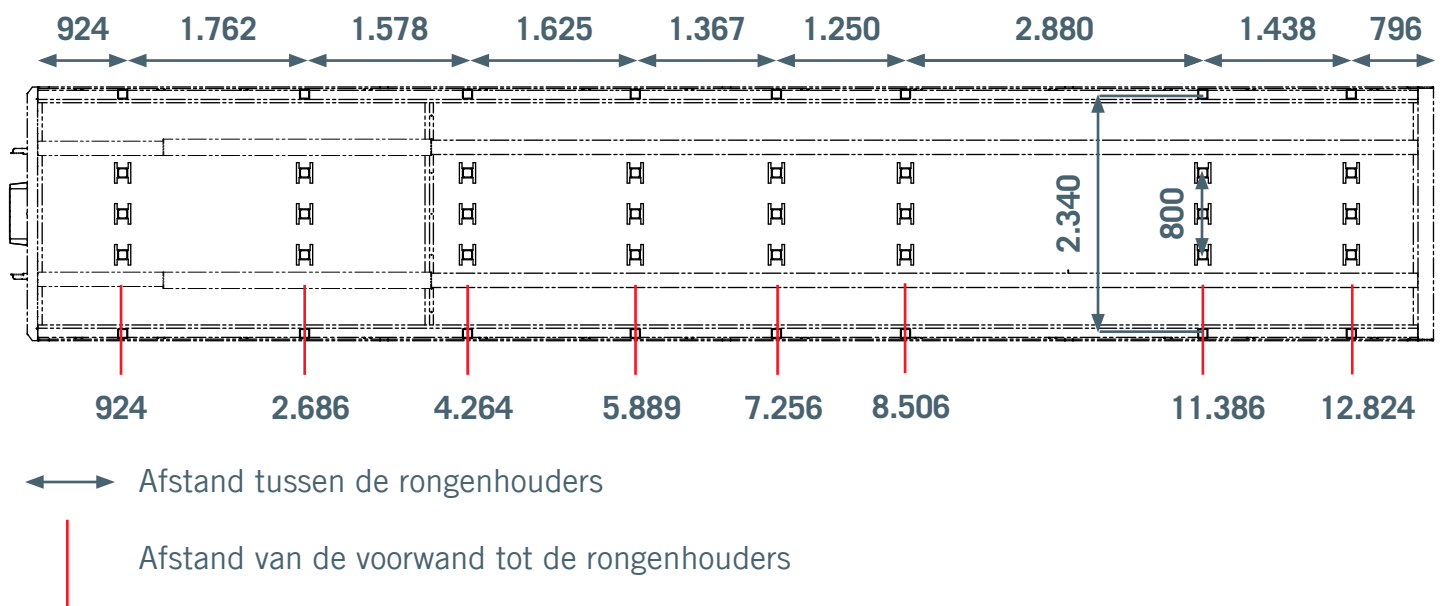 924 1.762 1.578 1.625 1.367 1.250 2.880 1.438 796
2.340
800
924 2.686 4.264 5.889 7.256 8.506 11.386 12.824
Afstand tussen de rongenhouders
Afstand van de voorwand tot de rongenhouders